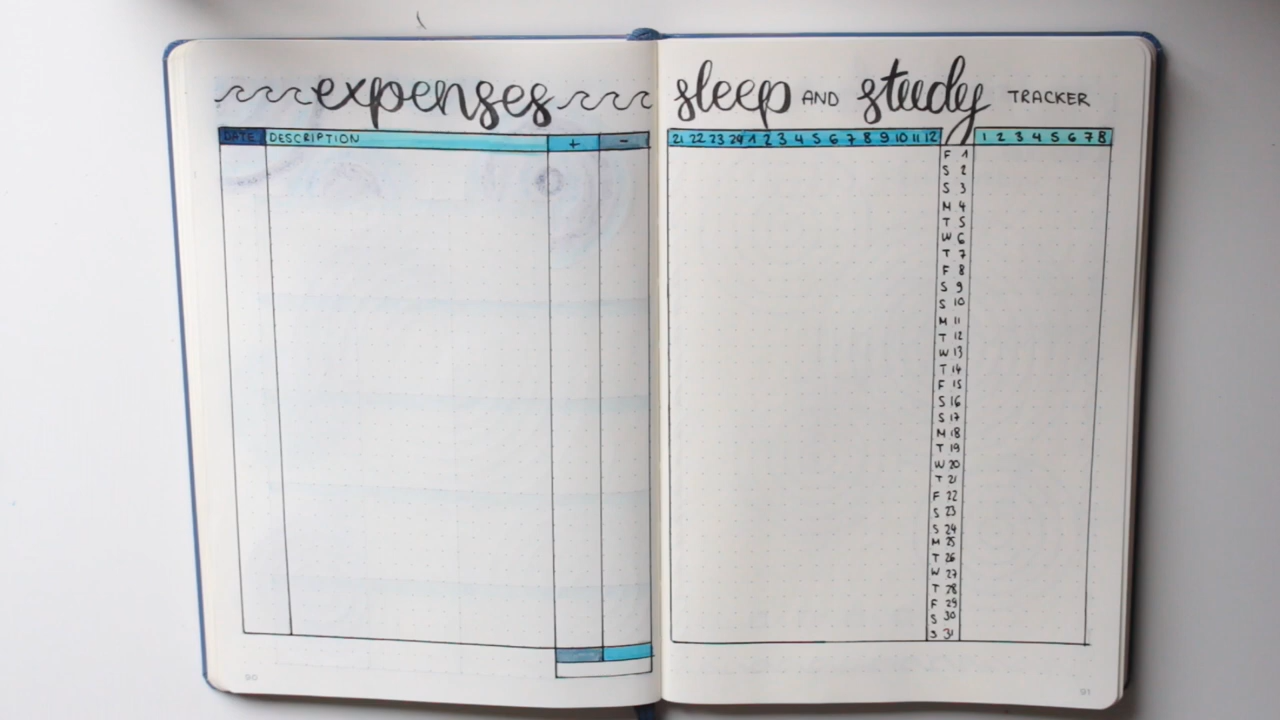 expenses
DATE DESCRIPTION + -
90
sleep AND study TRACKER
21 22 23 24 1 2 3 4 5 6 7 8 9 10 11 12 1 2 3 4 5 6 7 8
F 1
S 2
S 3
M 4
T 5
W 6
T 7
F 8
S 9
S 10
M 11
T 12
W 13
T 14
F 15
S 16
S 17
M 18
T 19
W 20
T 21
F 22
S 23
S 24
M 25
T 26
W 27
T 28
F 29
S 30
S 31
91